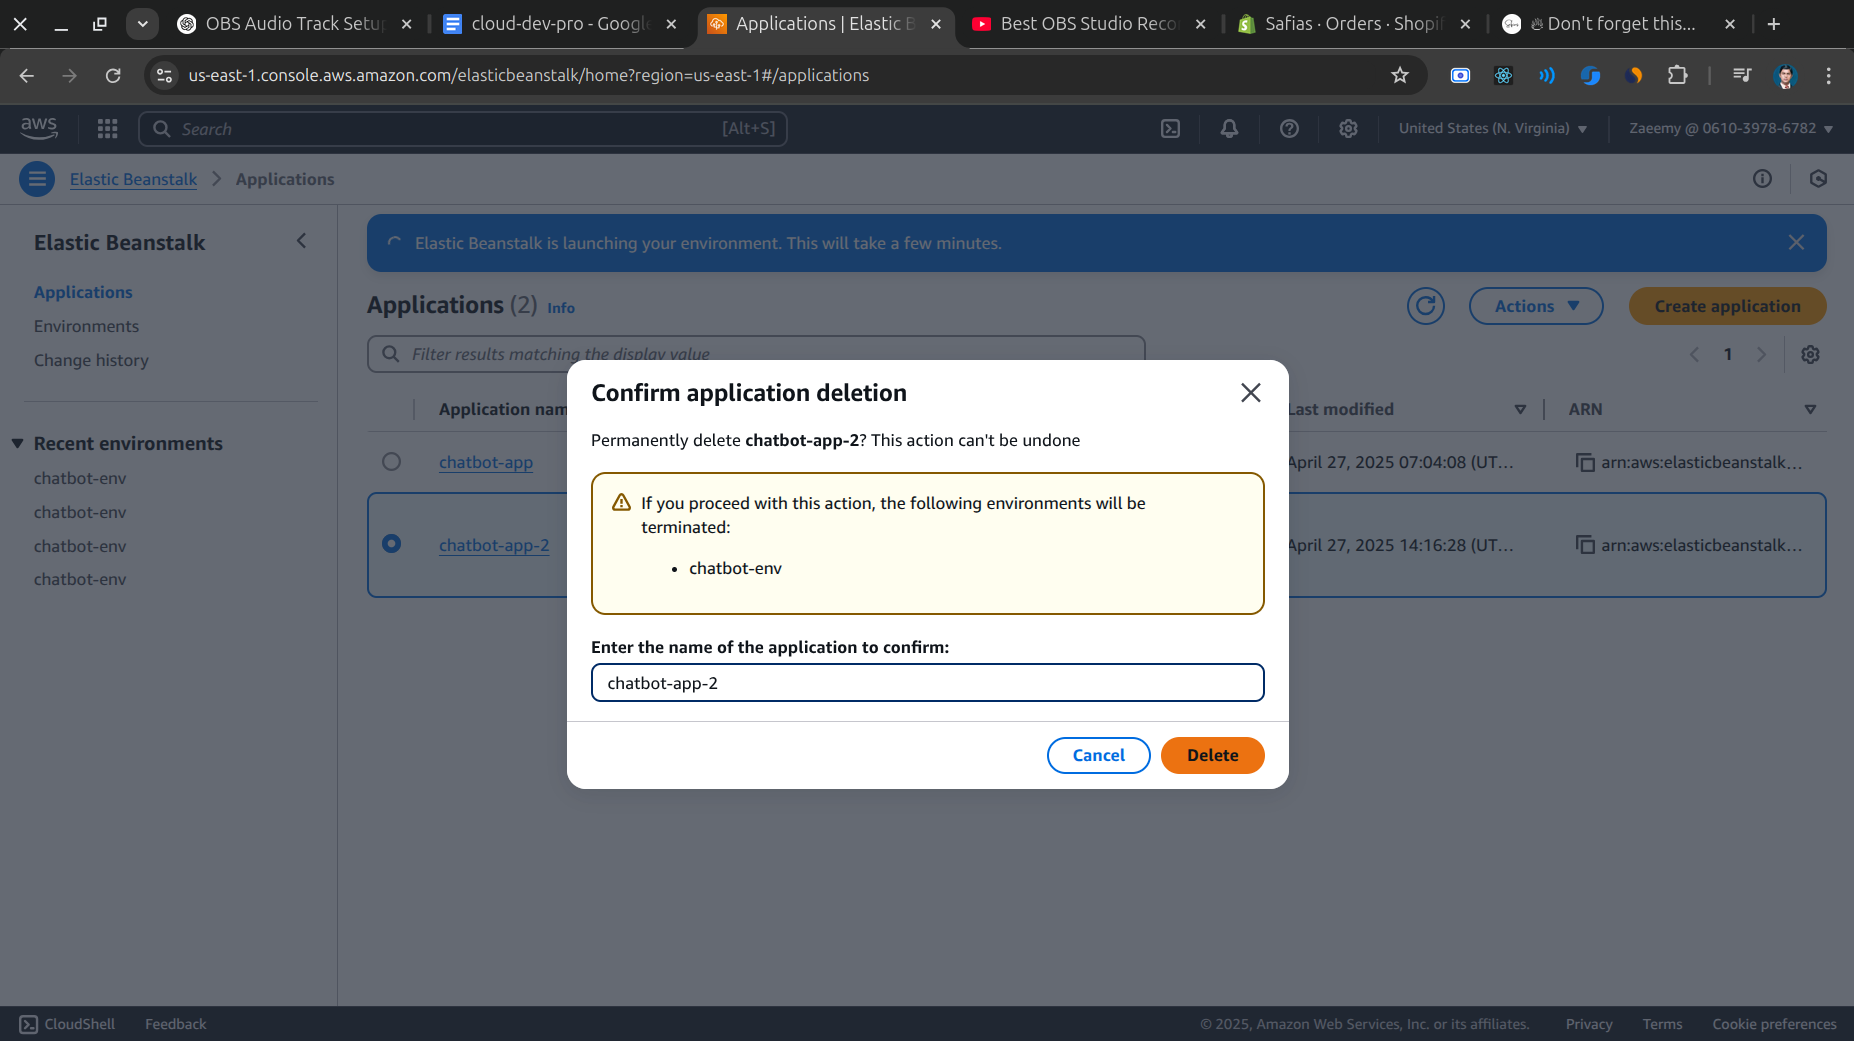 OBS Audio Track Setup
cloud-dev-pro - Google
Applications | Elastic B
Best OBS Studio Reco
Safias · Orders · Shopif
Don't forget this...
us-east-1.console.aws.amazon.com/elasticbeanstalk/home?region=us-east-1#/applications
aws
Search
[Alt+S]
United States (N. Virginia)
Zaeemy @ 0610-3978-6782
Elastic Beanstalk
Applications
Elastic Beanstalk
Applications
Environments
Change history
Recent environments
chatbot-env
chatbot-env
chatbot-env
chatbot-env
Elastic Beanstalk is launching your environment. This will take a few minutes.
Applications (2) Info
Actions
Create application
Filter results matching the display value
1
Application nam
Last modified
ARN
chatbot-app
April 27, 2025 07:04:08 (UT...
arn:aws:elasticbeanstalk...
chatbot-app-2
April 27, 2025 14:16:28 (UT...
arn:aws:elasticbeanstalk...
Confirm application deletion
Permanently delete chatbot-app-2? This action can't be undone
If you proceed with this action, the following environments will be
terminated:
• chatbot-env
Enter the name of the application to confirm:
chatbot-app-2
Cancel
Delete
CloudShell
Feedback
© 2025, Amazon Web Services, Inc. or its affiliates.
Privacy
Terms
Cookie preferences